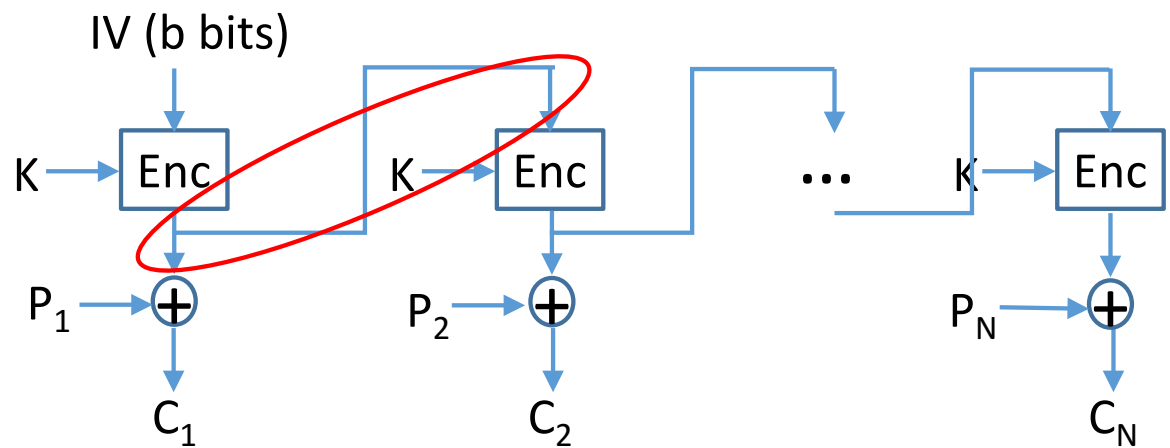 IV (b bits)
K Enc K Enc ... K Enc
P1 + P2 + PN +
C1 C2 CN